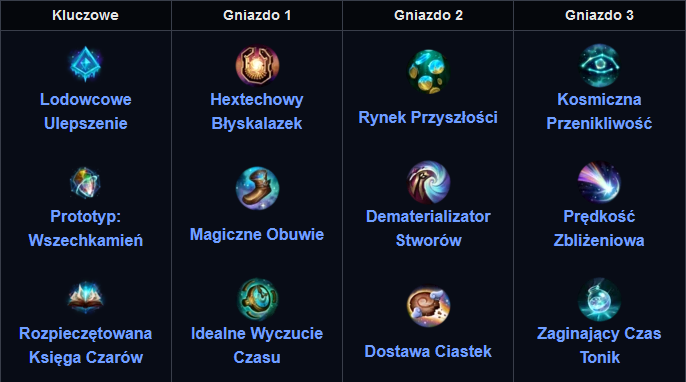 Kluczowe Gniazdo 1 Gniazdo 2 Gniazdo 3
Lodowcowe
Ulepszenie
Hextechowy
Błyskalazek
Rynek Przyszłości
Kosmiczna
Przenikliwość
Prototyp:
Wszechkamień
Magiczne Obuwie
Dematerializator
Stworów
Prędkość
Zbliżeniowa
Rozpieczętowana
Księga Czarów
Idealne Wyczucie
Czasu
Dostawa Ciastek
Zaginający Czas
Tonik